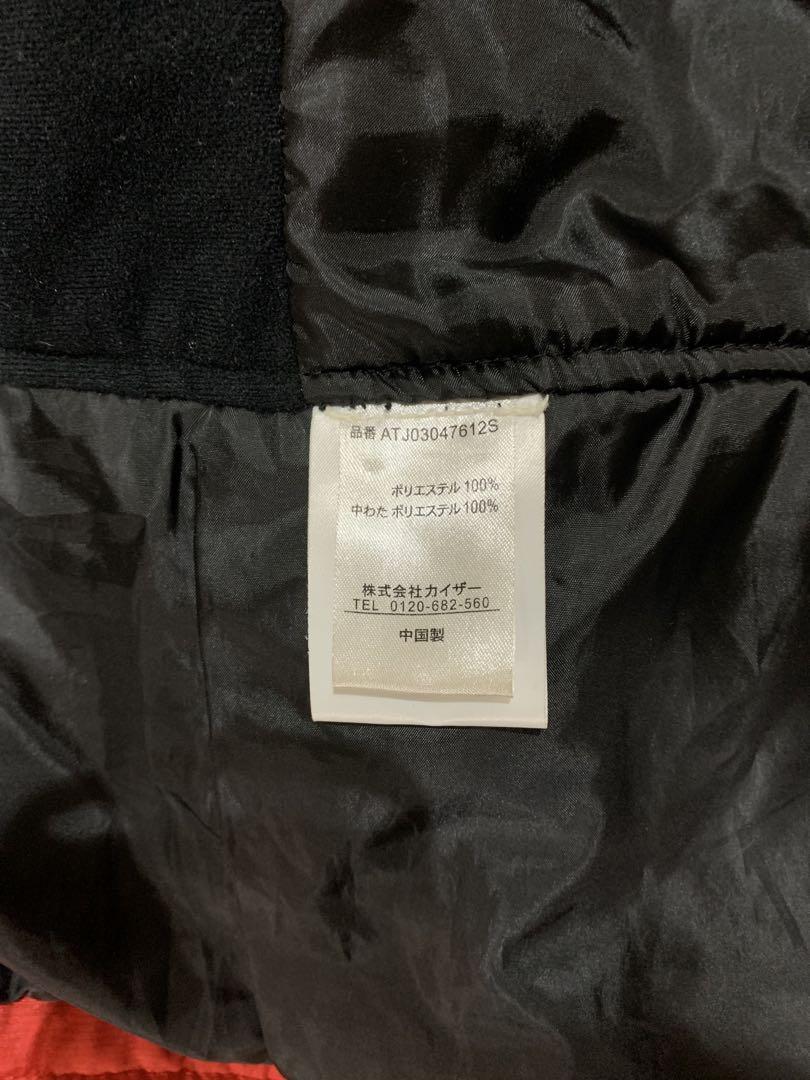 品番 ATJ03047612S
ポリエステル 100%
中わた ポリエステル 100%
株式会社カイザー
TEL 0120-682-560
中国製